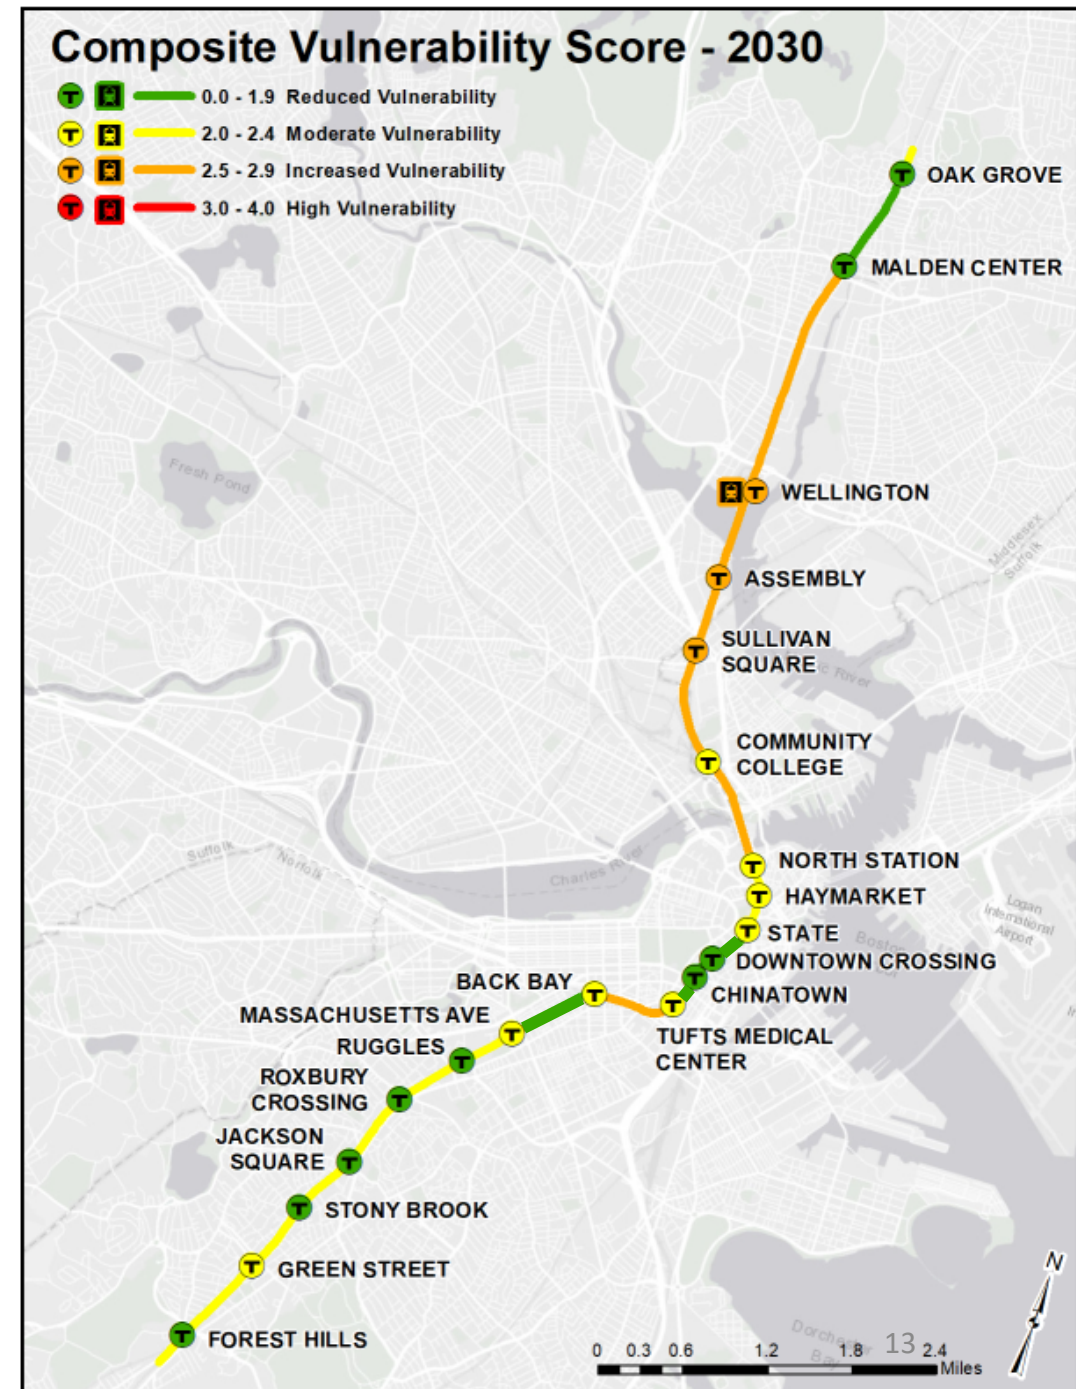 Composite Vulnerability Score - 2030
0.0 - 1.9 Reduced Vulnerability
2.0 - 2.4 Moderate Vulnerability
2.5 - 2.9 Increased Vulnerability
3.0 - 4.0 High Vulnerability
OAK GROVE
MALDEN CENTER
Fresh Pond
WELLINGTON
Middlesex
Suffolk
ASSEMBLY
SULLIVAN
SQUARE
River
COMMUNITY
COLLEGE
Suffolk
Norfolk
Charles River
NORTH STATION
HAYMARKET
Logan
International
Airport
STATE
DOWNTOWN CROSSING
BACK BAY
CHINATOWN
MASSACHUSETTS AVE
TUFTS MEDICAL
CENTER
RUGGLES
ROXBURY
CROSSING
JACKSON
SQUARE
STONY BROOK
GREEN STREET
FOREST HILLS
N
13
0 0.3 0.6 1.2 1.8 2.4
Miles